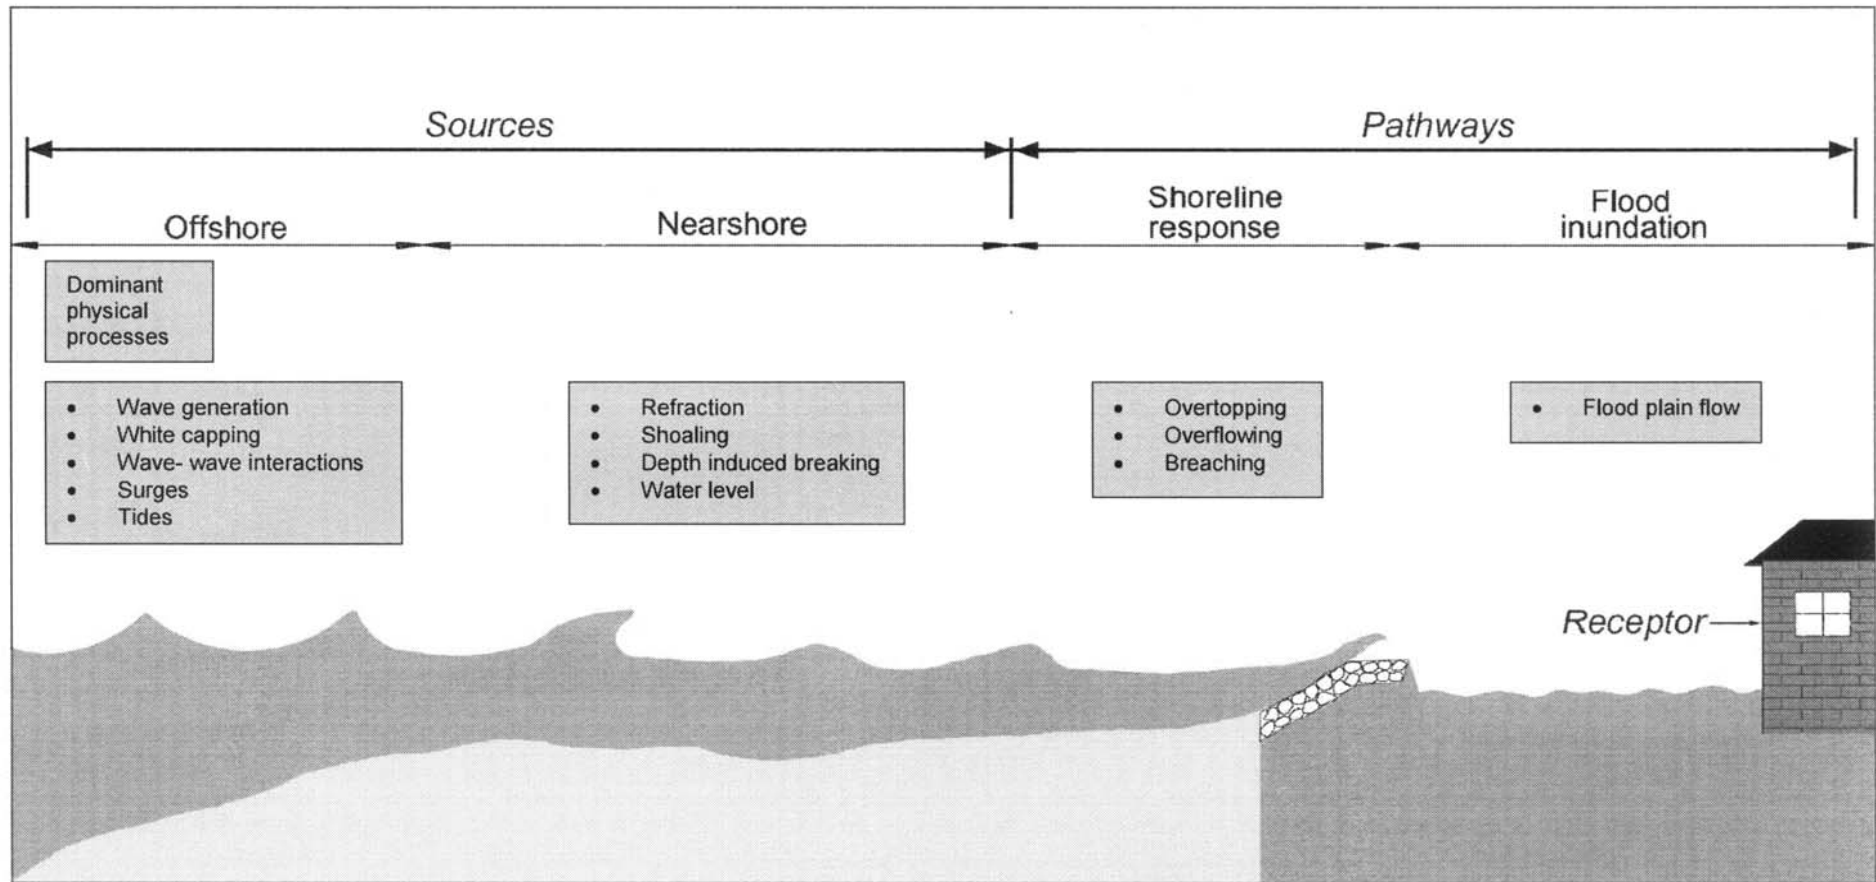 Sources
Pathways
Offshore
Nearshore
Shoreline
response
Flood
inundation
Dominant
physical
processes
• Wave generation
• White capping
• Wave- wave interactions
• Surges
• Tides
• Refraction
• Shoaling
• Depth induced breaking
• Water level
• Overtopping
• Overflowing
• Breaching
• Flood plain flow
Receptor